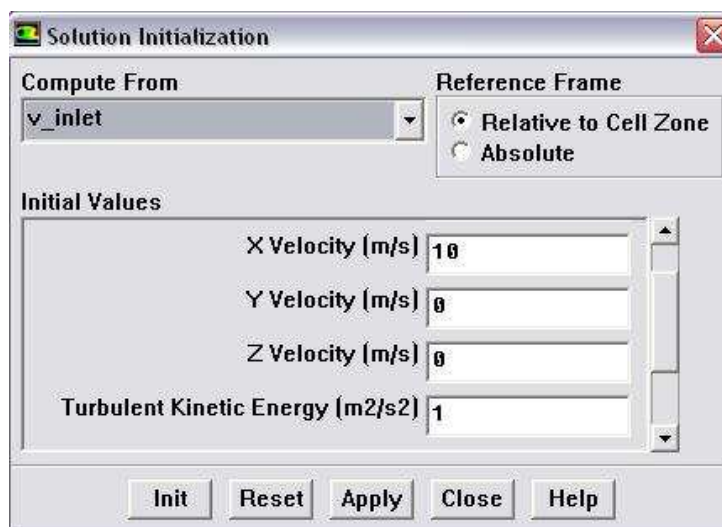 Solution Initialization
Compute From
v_inlet
Reference Frame
Relative to Cell Zone
Absolute
Initial Values
X Velocity (m/s) 10
Y Velocity (m/s) 0
Z Velocity (m/s) 0
Turbulent Kinetic Energy (m2/s2) 1
Init Reset Apply Close Help